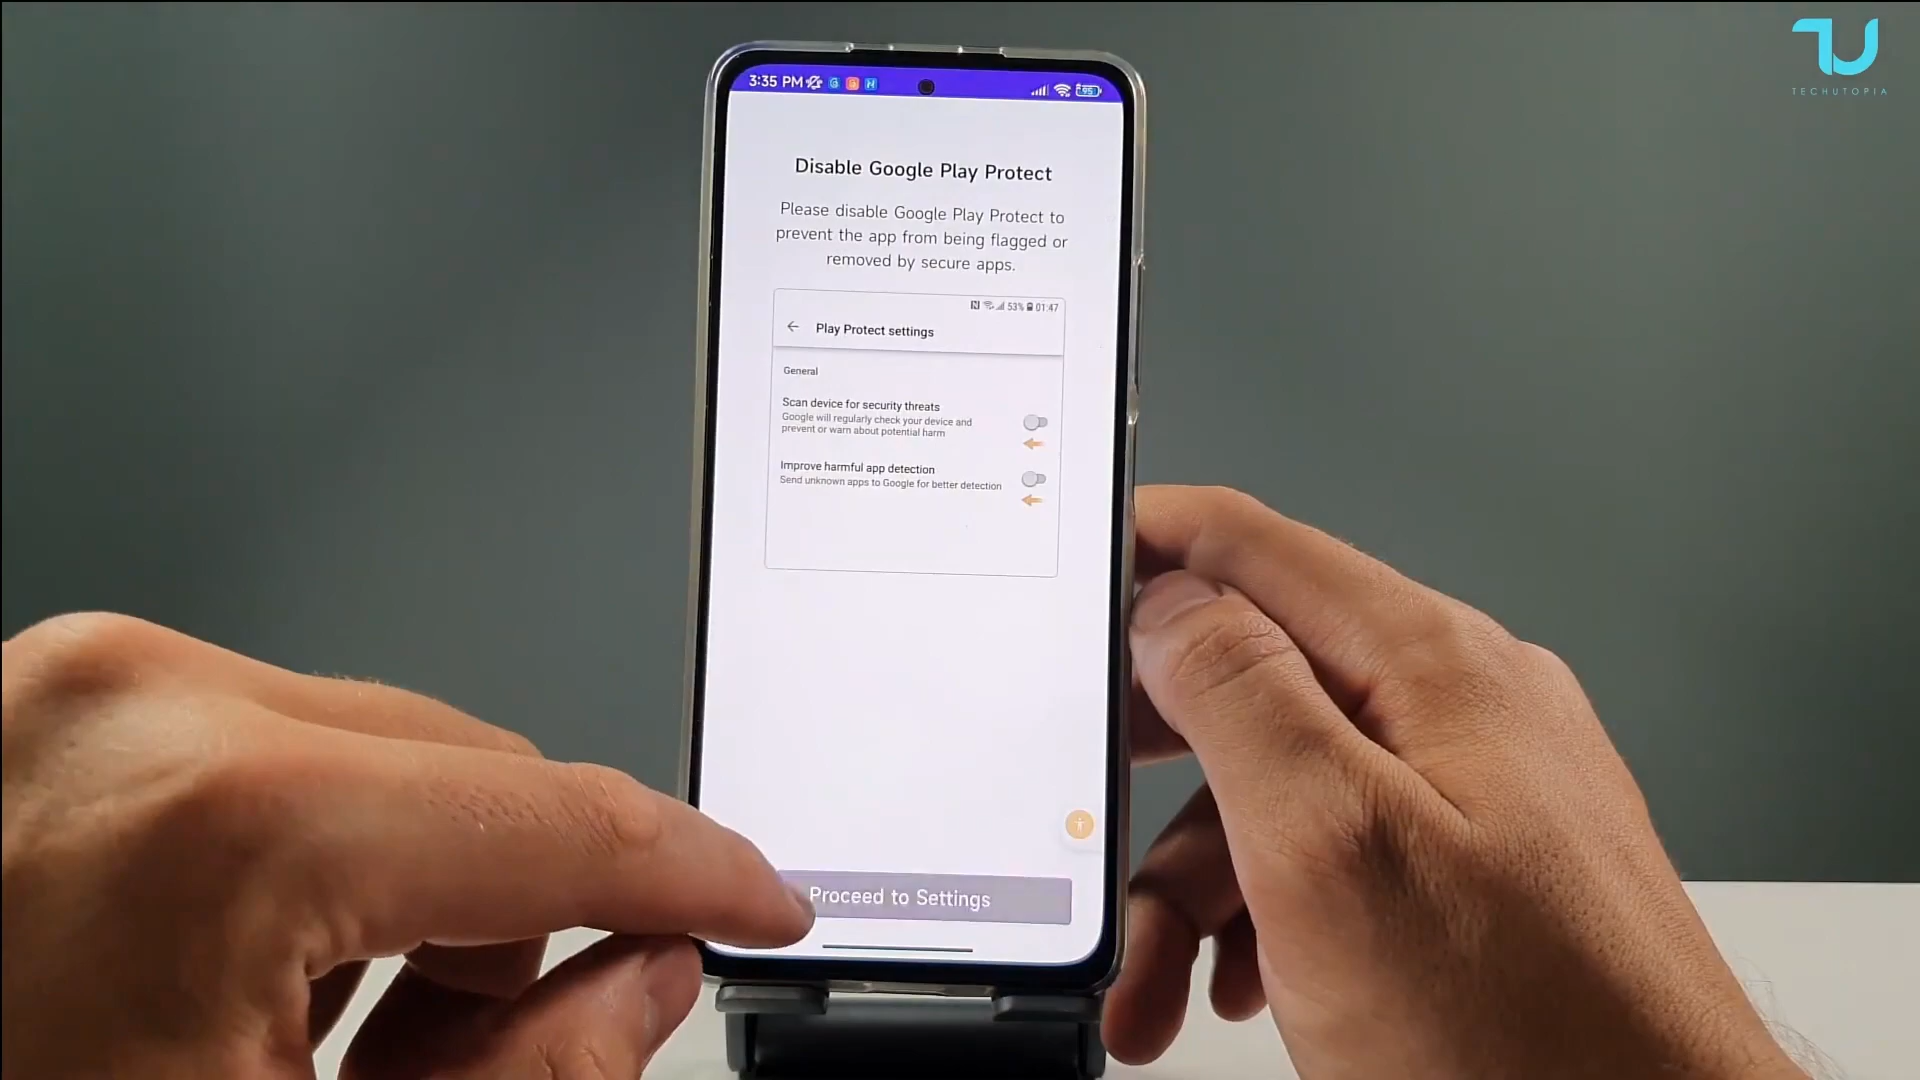 TECHUTOPIA
3:35 PM
95
Disable Google Play Protect
Please disable Google Play Protect to
prevent the app from being flagged or
removed by secure apps.
53% 01:47
Play Protect settings
General
Scan device for security threats
Google will regularly check your device and
prevent or warn about potential harm
Improve harmful app detection
Send unknown apps to Google for better detection
Proceed to Settings